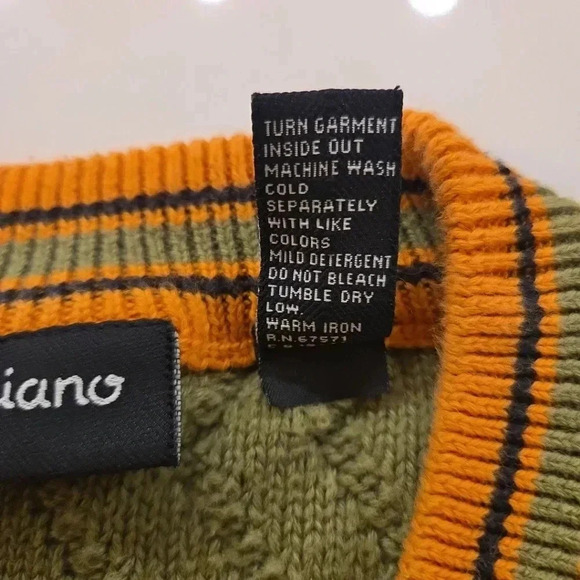 TURN GARMENT
INSIDE OUT
MACHINE WASH
COLD
SEPARATELY
WITH LIKE
COLORS
MILD DETERGENT
DO NOT BLEACH
TUMBLE DRY
LOW.
WARM IRON
R.N.67571
iano